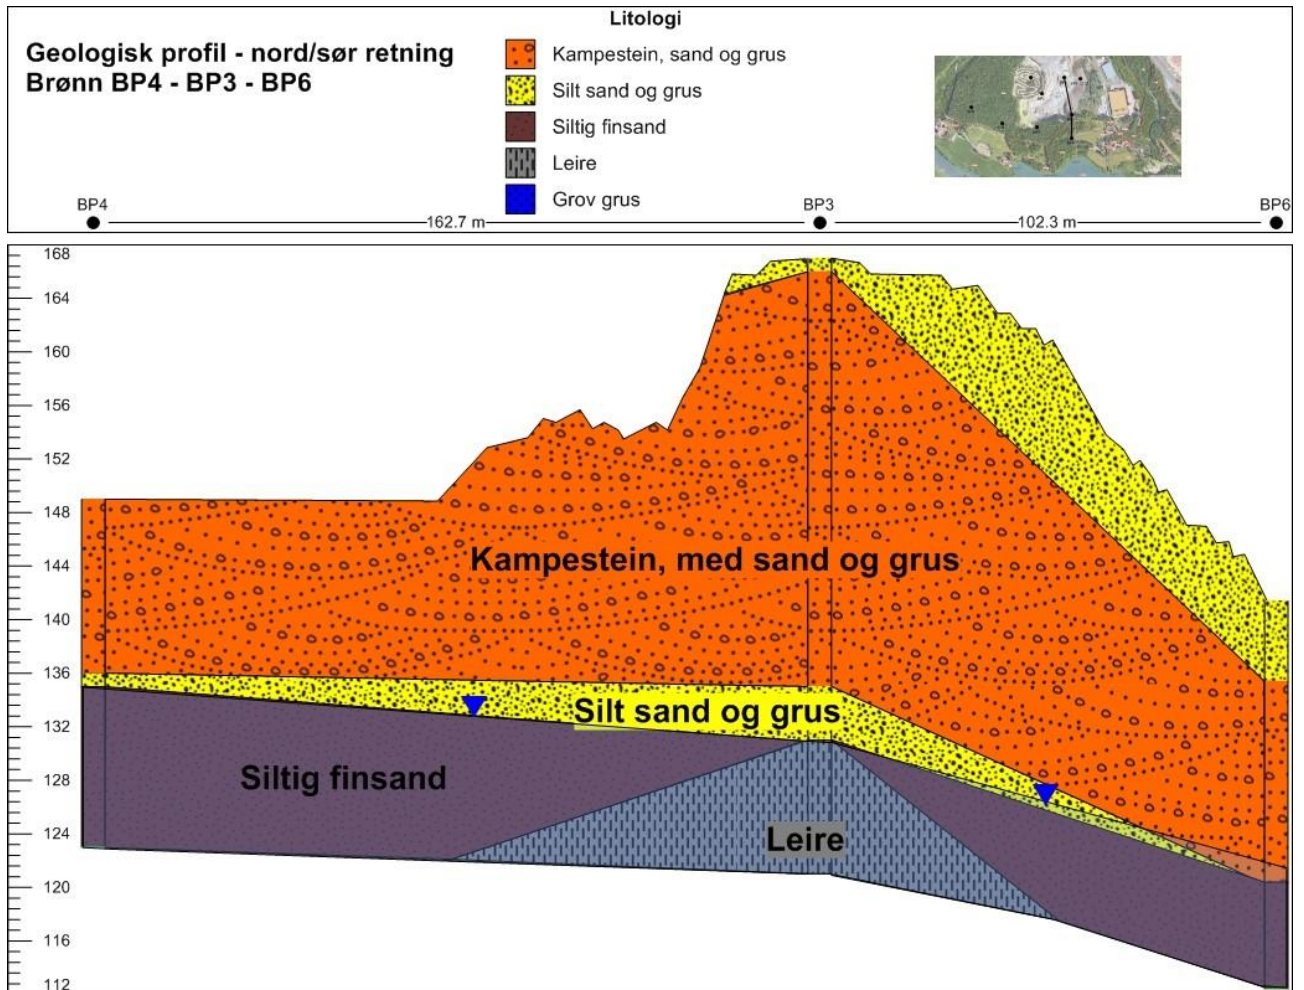 Litologi
Geologisk profil - nord/sør retning
Brønn BP4 - BP3 - BP6
Kampestein, sand og grus
Silt sand og grus
Siltig finsand
Leire
Grov grus
BP4
BP3
BP6
162.7 m
102.3 m
168
164
160
156
152
148
144
140
136
132
128
124
120
116
112
Kampestein, med sand og grus
Silt sand og grus
Siltig finsand
Leire